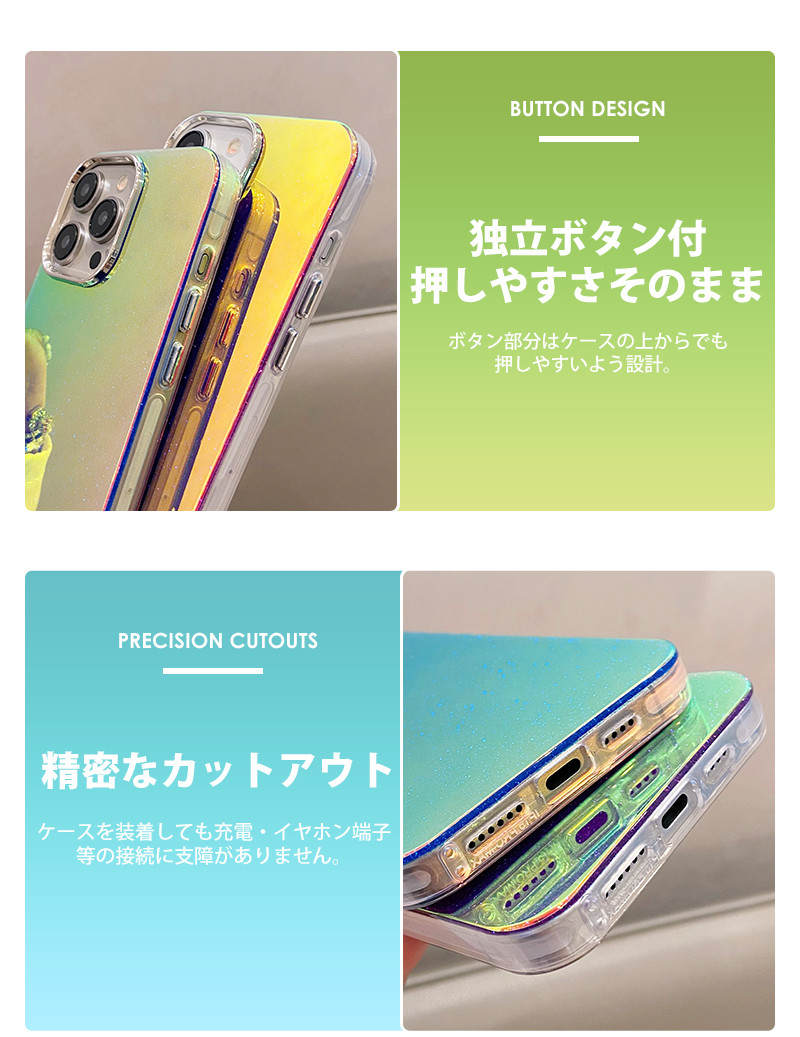 BUTTON DESIGN
独立ボタン付
押しやすさそのまま
ボタン部分はケースの上からでも
押しやすいよう設計。
PRECISION CUTOUTS
精密なカットアウト
ケースを装着しても充電・イヤホン端子
等の接続に支障がありません。